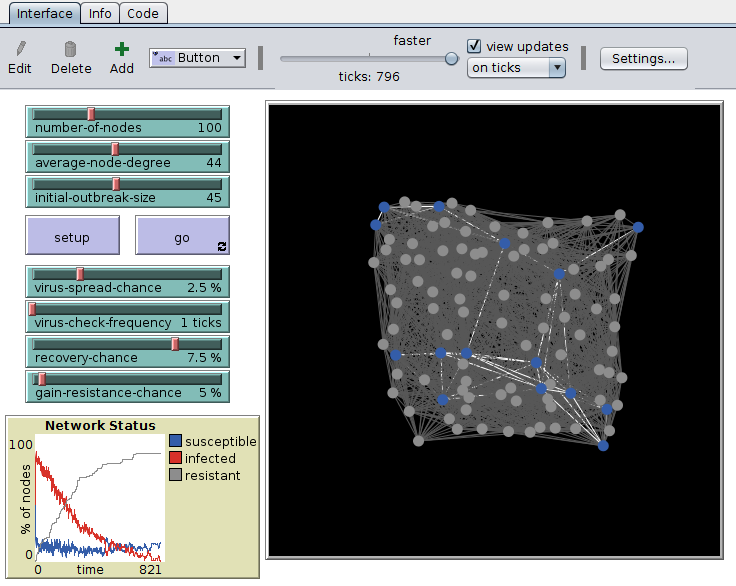 Interface Info Code
Edit Delete Add abc Button faster view updates
ticks: 796 on ticks Settings...
number-of-nodes 100
average-node-degree 44
initial-outbreak-size 45
setup go
virus-spread-chance 2.5 %
virus-check-frequency 1 ticks
recovery-chance 7.5 %
gain-resistance-chance 5 %
Network Status
100
% of nodes
0
0 time 821
susceptible
infected
resistant